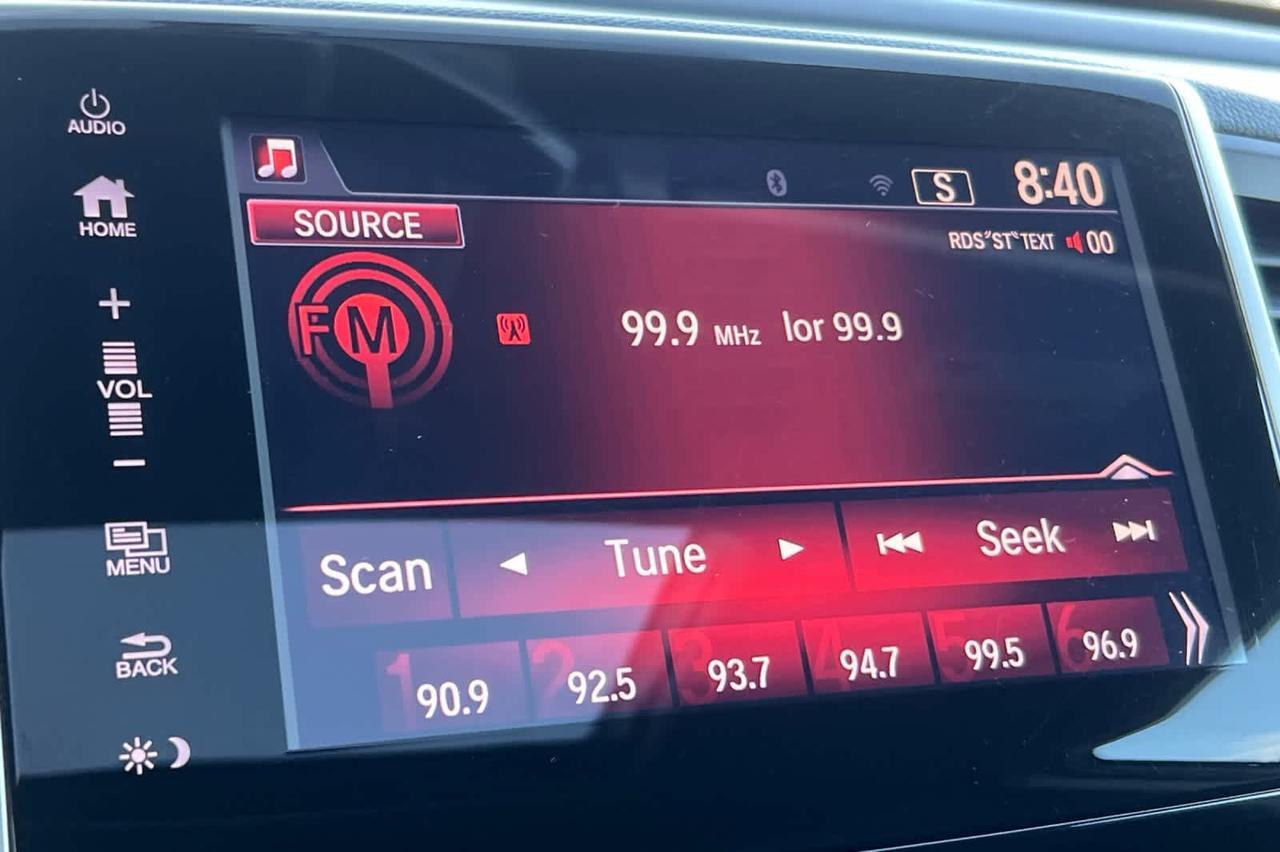 AUDIO
HOME
+
VOL
−
MENU
BACK
S 8:40
SOURCE
RDS "ST" TEXT 00
FM
99.9 MHz lor 99.9
Scan Tune Seek
1 90.9 2 92.5 3 93.7 4 94.7 5 99.5 6 96.9